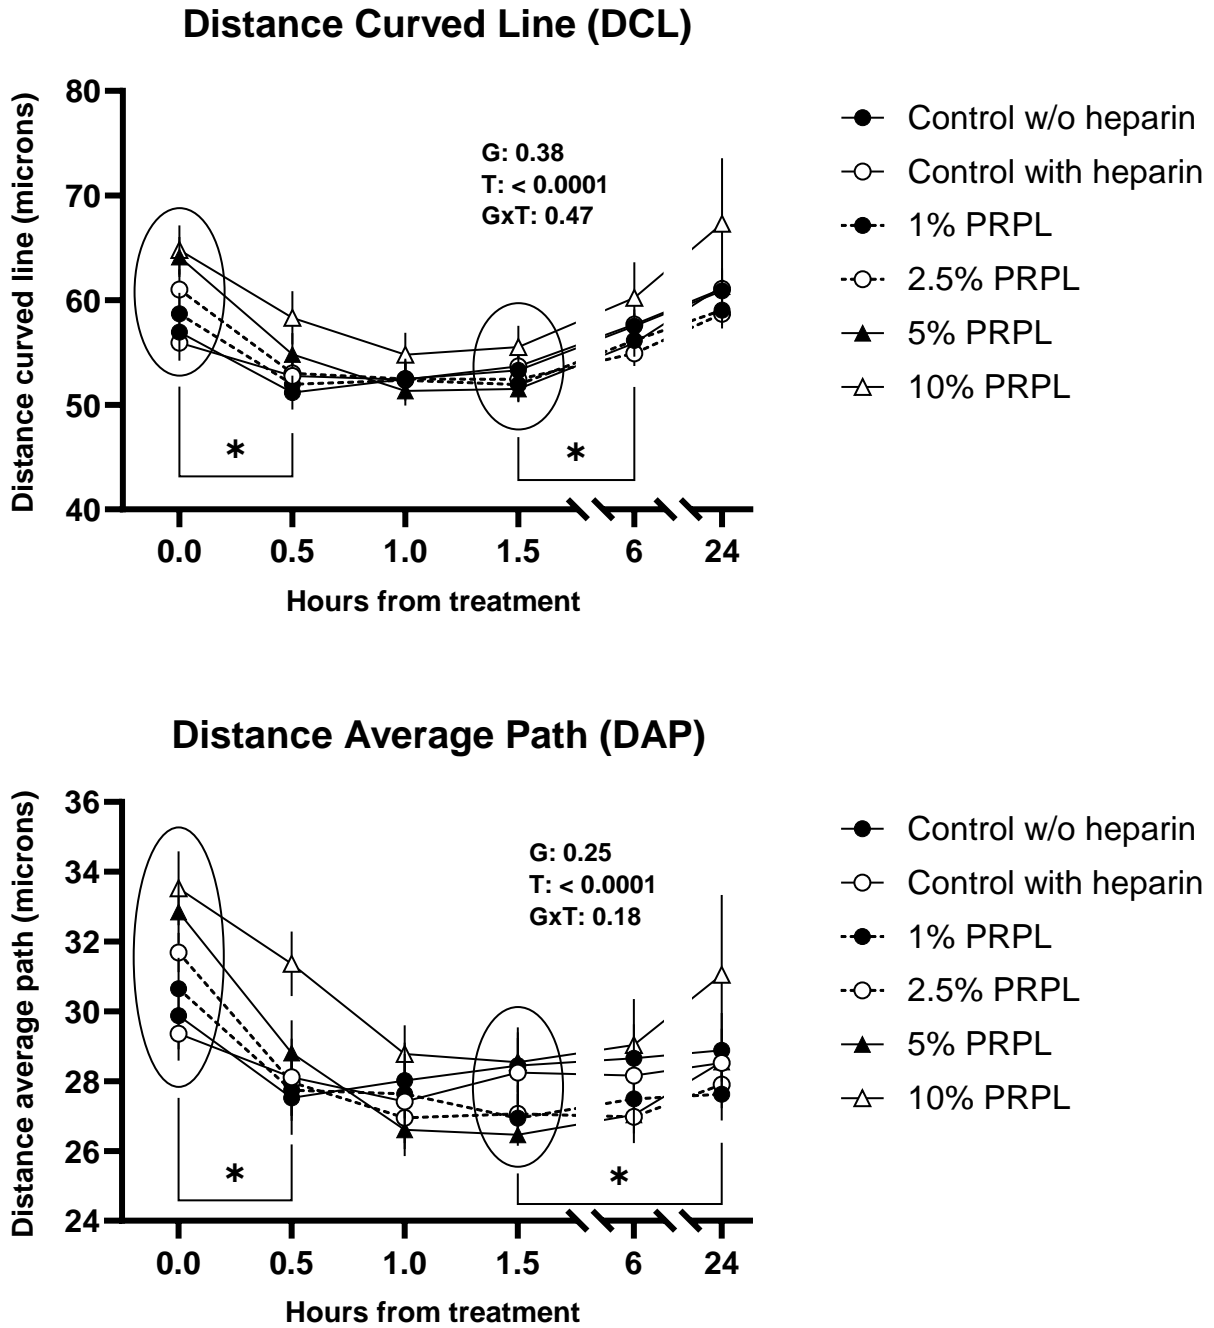 Distance Curved Line (DCL)
Distance curved line (microns)
80
70
60
50
40
G: 0.38
T: < 0.0001
GxT: 0.47
*
*
0.0 0.5 1.0 1.5 6 24
Hours from treatment
Control w/o heparin
Control with heparin
1% PRPL
2.5% PRPL
5% PRPL
10% PRPL
Distance Average Path (DAP)
Distance average path (microns)
36
34
32
30
28
26
24
G: 0.25
T: < 0.0001
GxT: 0.18
*
*
0.0 0.5 1.0 1.5 6 24
Hours from treatment
Control w/o heparin
Control with heparin
1% PRPL
2.5% PRPL
5% PRPL
10% PRPL